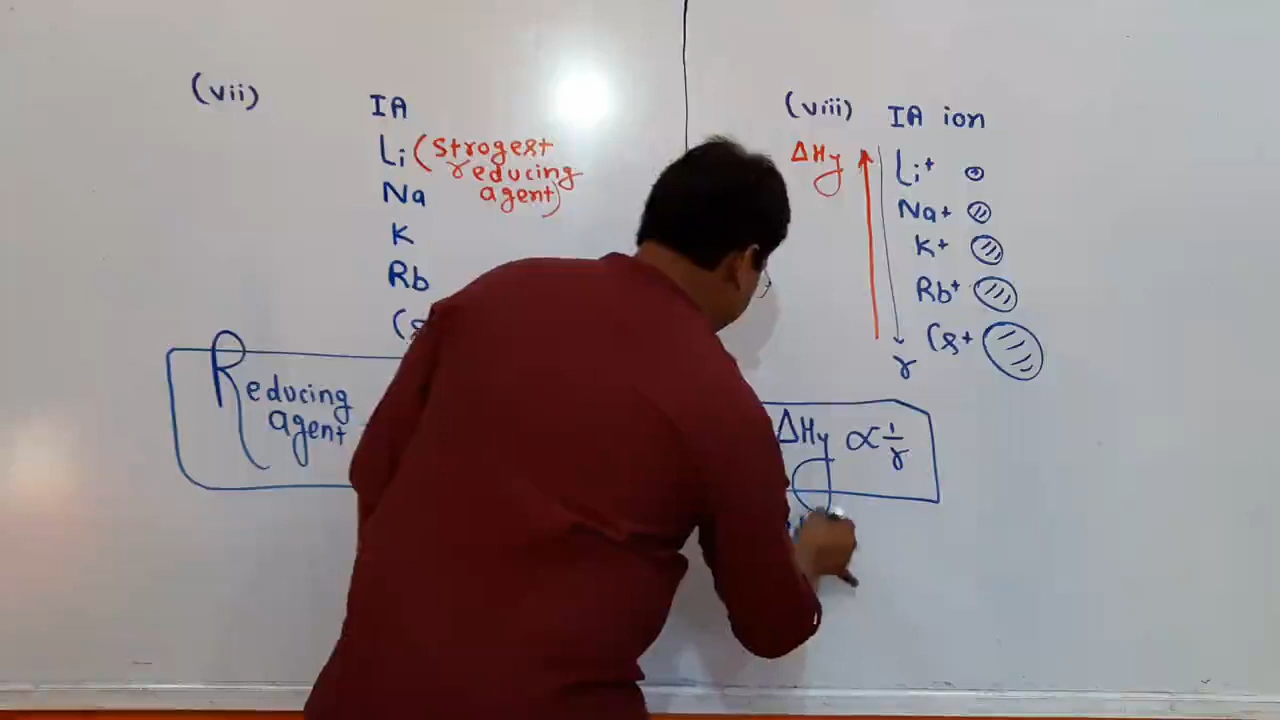 (vii)
IA
Li (Strogest
reducing
agent)
Na
K
Rb
Reducing
agent
(viii) IA ion
ΔHy
Li+
Na+
K+
Rb+
Cs+
r
ΔHy ∝ 1/r